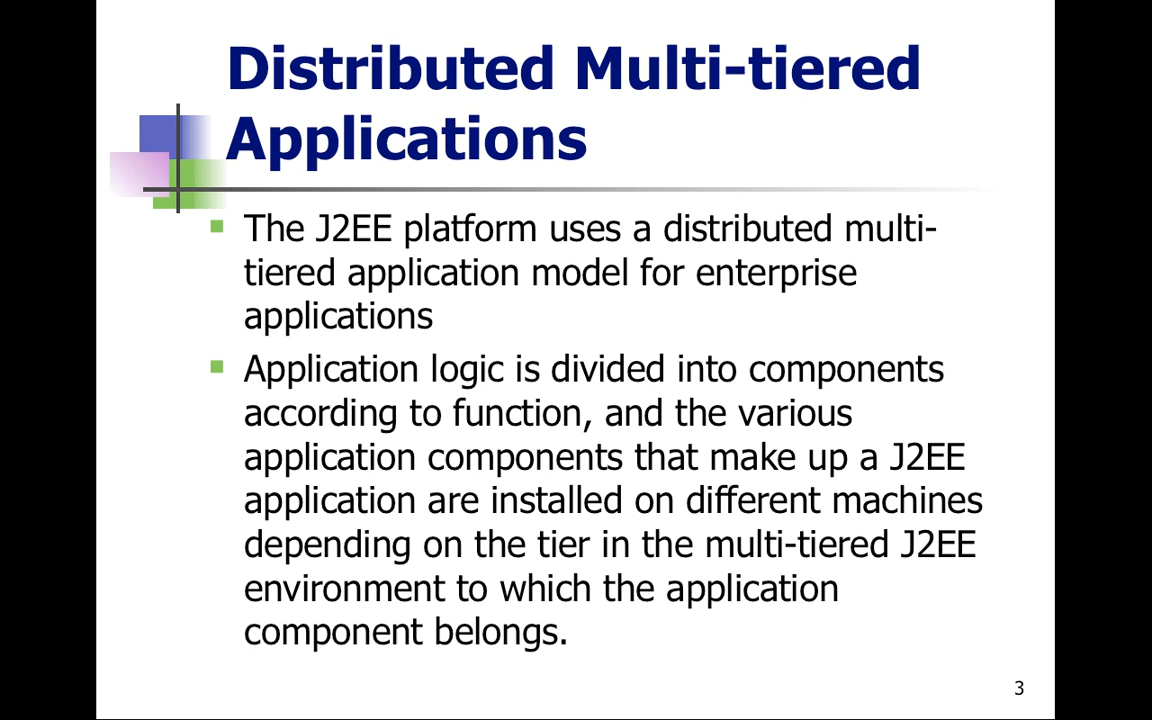 Distributed Multi-tiered
Applications
The J2EE platform uses a distributed multi-
tiered application model for enterprise
applications
Application logic is divided into components
according to function, and the various
application components that make up a J2EE
application are installed on different machines
depending on the tier in the multi-tiered J2EE
environment to which the application
component belongs.
3